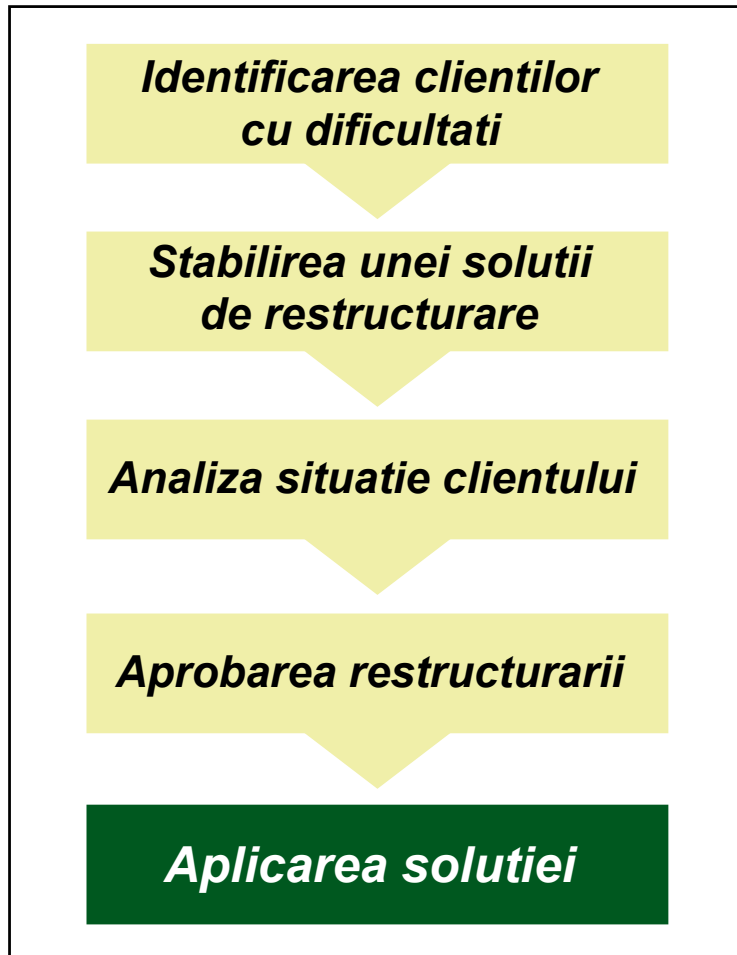 Identificarea clientilor
cu dificultati
Stabilirea unei solutii
de restructurare
Analiza situatie clientului
Aprobarea restructurarii
Aplicarea solutiei